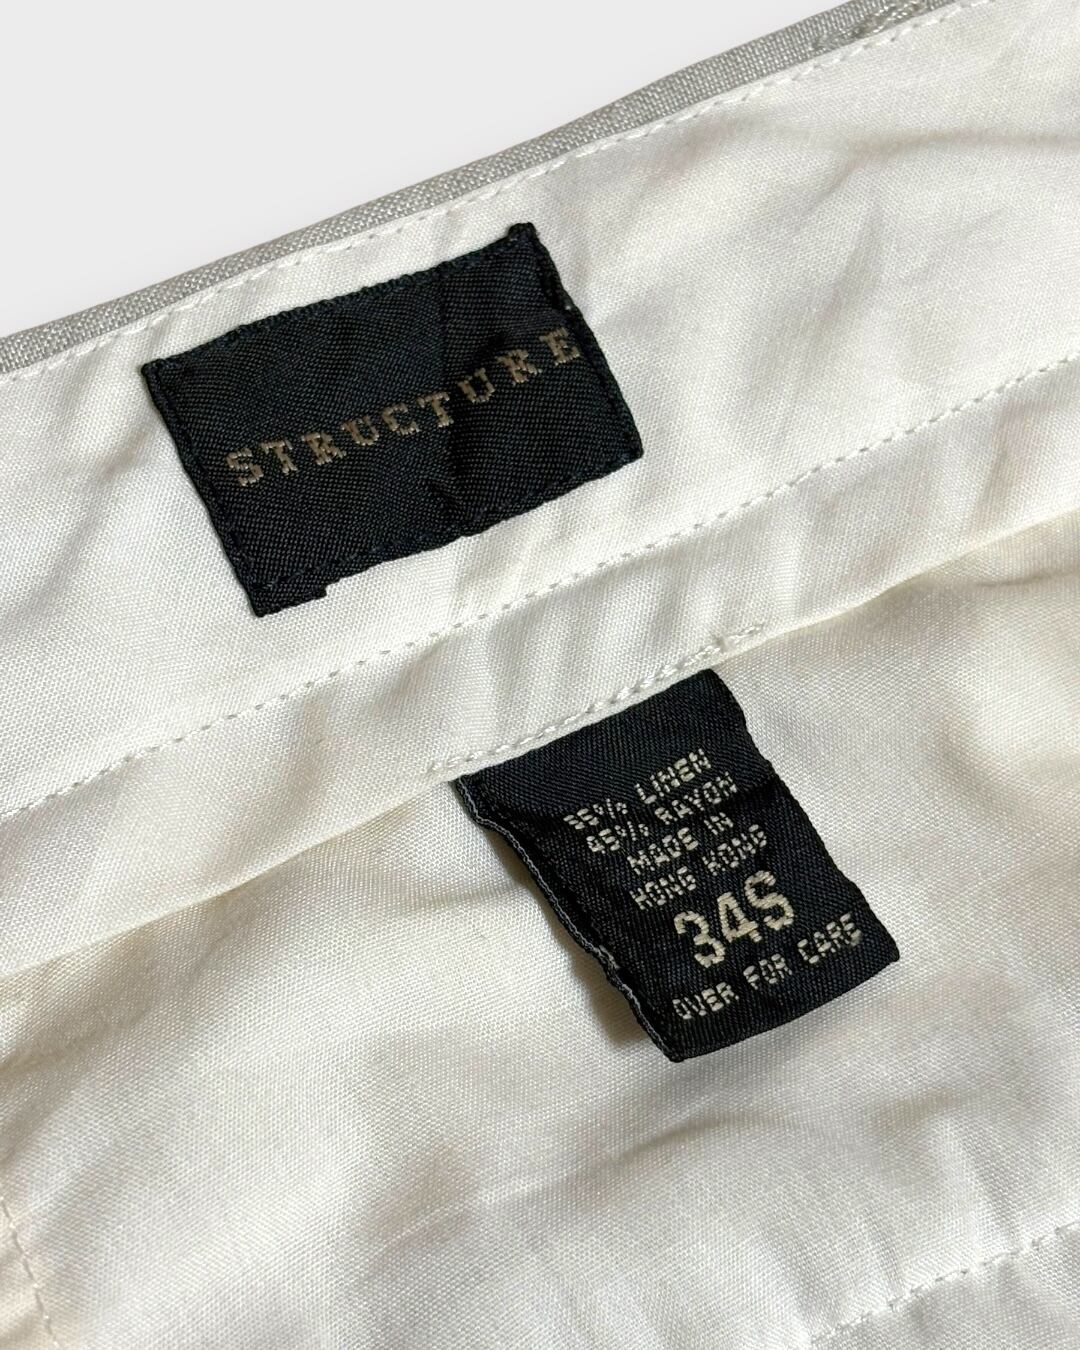 STRUCTURE
55% LINEN
45% RAYON
MADE IN
HONG KONG
34S
OVER FOR CARE